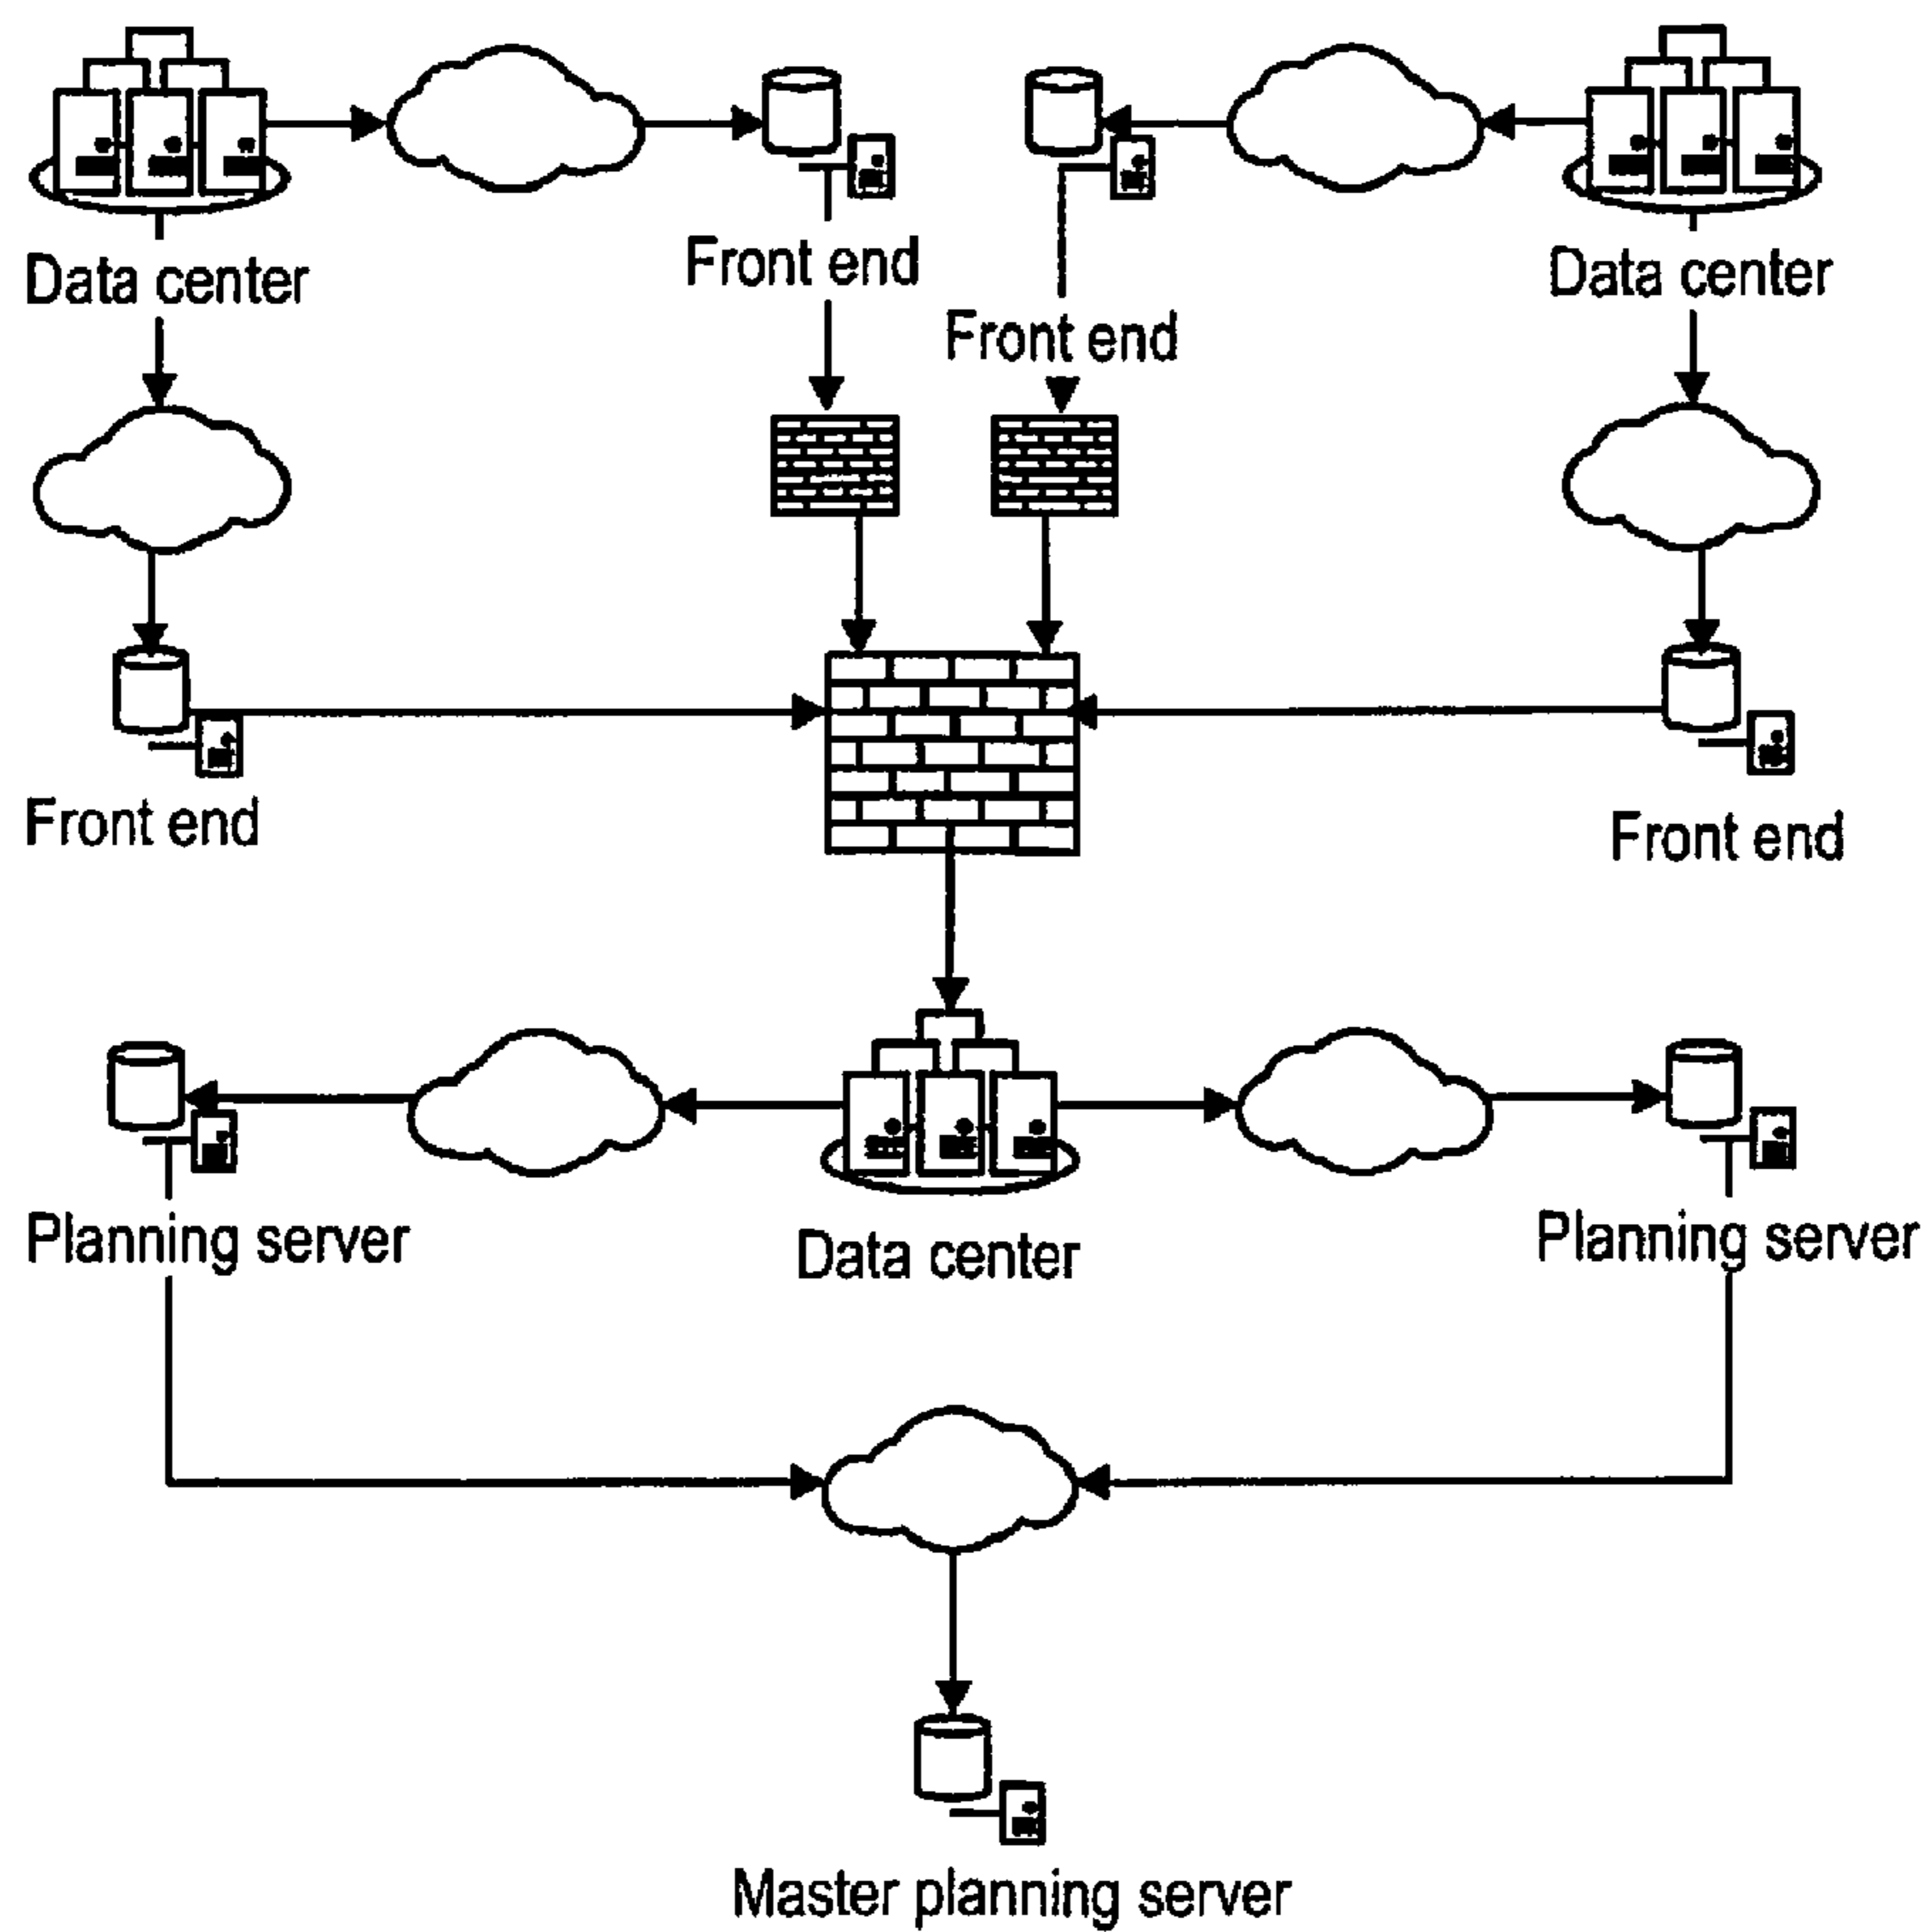 Data center
Front end
Data center
Front end
Front end
Front end
Planning server
Data center
Planning server
Master planning server